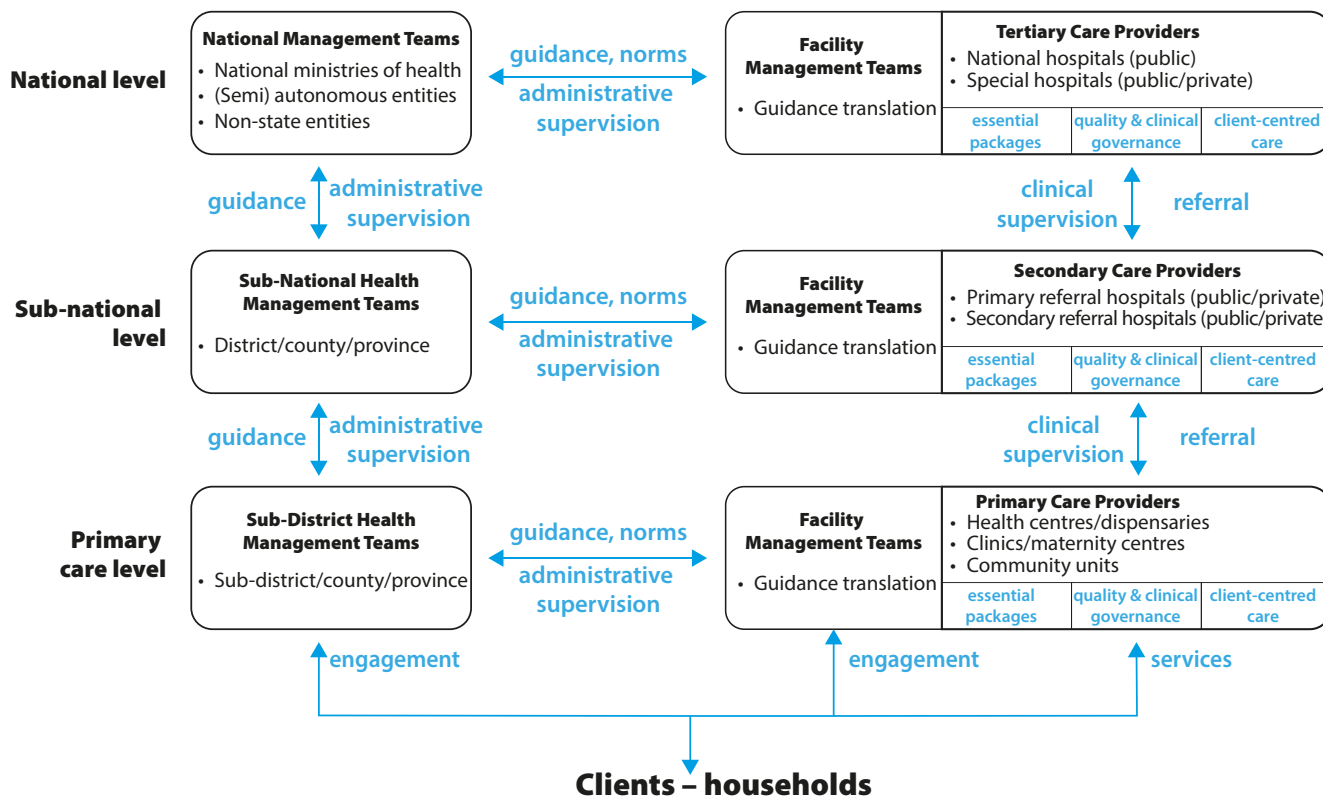 National level
National Management Teams
• National ministries of health
• (Semi) autonomous entities
• Non-state entities
guidance, norms
administrative
supervision
Facility
Management Teams
• Guidance translation
Tertiary Care Providers
• National hospitals (public)
• Special hospitals (public/private)
essential
packages
quality & clinical
governance
client-centred
care
guidance
administrative
supervision
clinical
supervision
referral
Sub-national
level
Sub-National Health
Management Teams
• District/county/province
guidance, norms
administrative
supervision
Facility
Management Teams
• Guidance translation
Secondary Care Providers
• Primary referral hospitals (public/private)
• Secondary referral hospitals (public/private
essential
packages
quality & clinical
governance
client-centred
care
guidance
administrative
supervision
clinical
supervision
referral
Primary
care level
Sub-District Health
Management Teams
• Sub-district/county/province
guidance, norms
administrative
supervision
Facility
Management Teams
• Guidance translation
Primary Care Providers
• Health centres/dispensaries
• Clinics/maternity centres
• Community units
essential
packages
quality & clinical
governance
client-centred
care
engagement
engagement
services
Clients – households